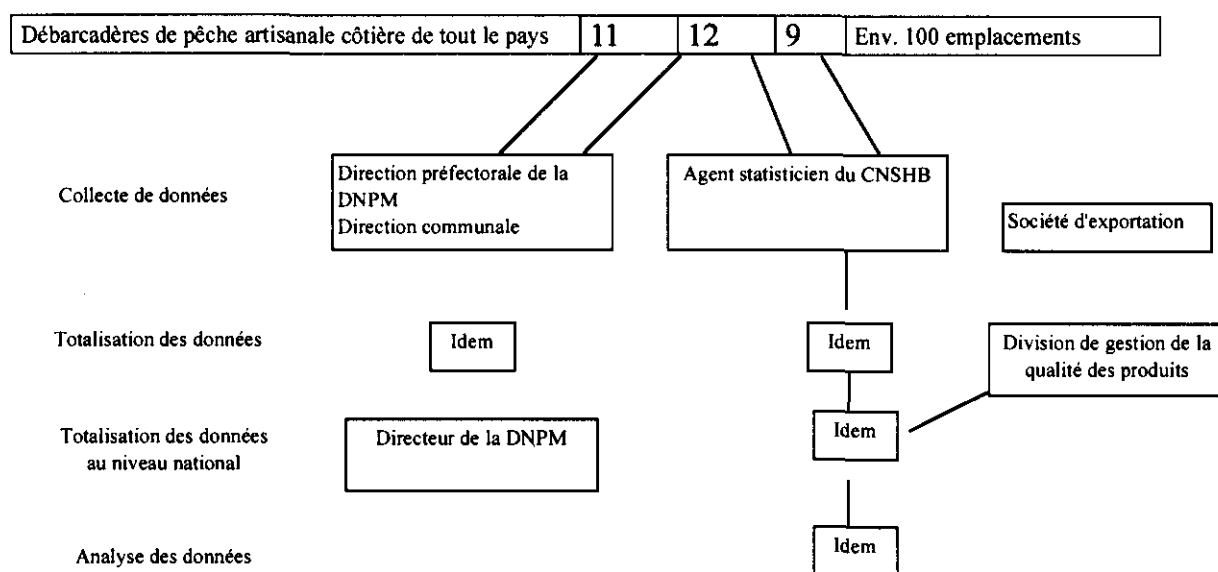 Débarcadères de pêche artisanale côtière de tout le pays 11 12 9 Env. 100 emplacements
Collecte de données
Direction préfectorale de la
DNPM
Direction communale
Agent statisticien du CNSHB
Société d'exportation
Totalisation des données
Idem
Idem
Division de gestion de la
qualité des produits
Totalisation des données
au niveau national
Directeur de la DNPM
Idem
Analyse des données
Idem